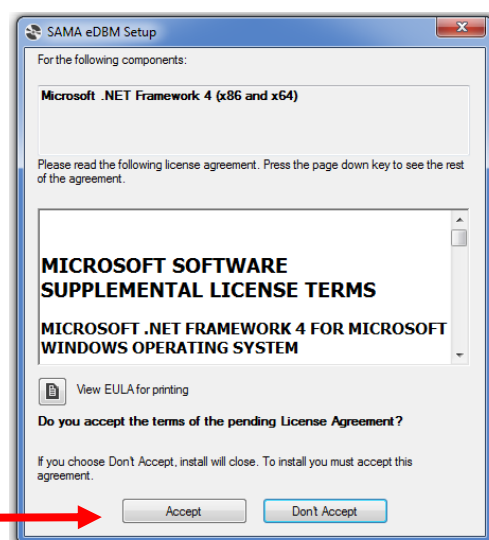 SAMA eDBM Setup
For the following components:
Microsoft .NET Framework 4 (x86 and x64)
Please read the following license agreement. Press the page down key to see the rest
of the agreement.
MICROSOFT SOFTWARE
SUPPLEMENTAL LICENSE TERMS
MICROSOFT .NET FRAMEWORK 4 FOR MICROSOFT
WINDOWS OPERATING SYSTEM
View EULA for printing
Do you accept the terms of the pending License Agreement?
If you choose Don't Accept, install will close. To install you must accept this
agreement.
Accept
Don't Accept